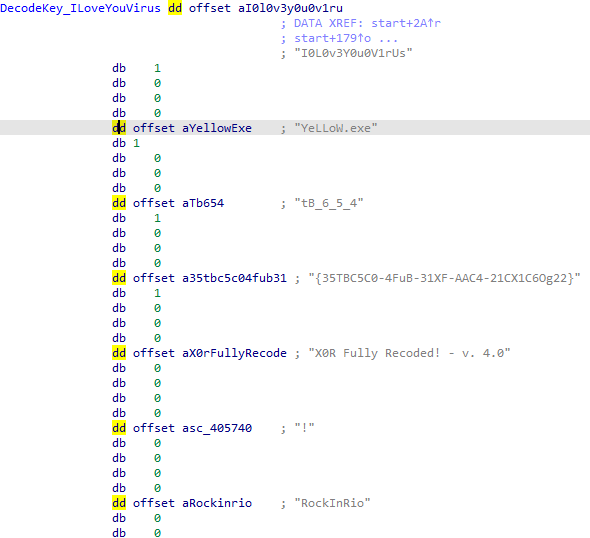 DecodeKey_ILoveYouVirus dd offset aI0l0v3y0u0v1ru
; DATA XREF: start+2A↑r
; start+179↑o ...
; "I0L0v3Y0u0V1rUs"
db 1
db 0
db 0
db 0
dd offset aYellowExe ; "YeLLoW.exe"
db 1
db 0
db 0
db 0
dd offset aTb654 ; "tB_6_5_4"
db 1
db 0
db 0
db 0
dd offset a35tbc5c04fub31 ; "{35TBC5C0-4FuB-31XF-AAC4-21CX1C6Og22}"
db 1
db 0
db 0
db 0
dd offset aX0rFullyRecode ; "X0R Fully Recoded! - v. 4.0"
db 0
db 0
db 0
db 0
dd offset asc_405740 ; "!"
db 0
db 0
db 0
db 0
dd offset aRockinrio ; "RockInRio"
db 0
db 0